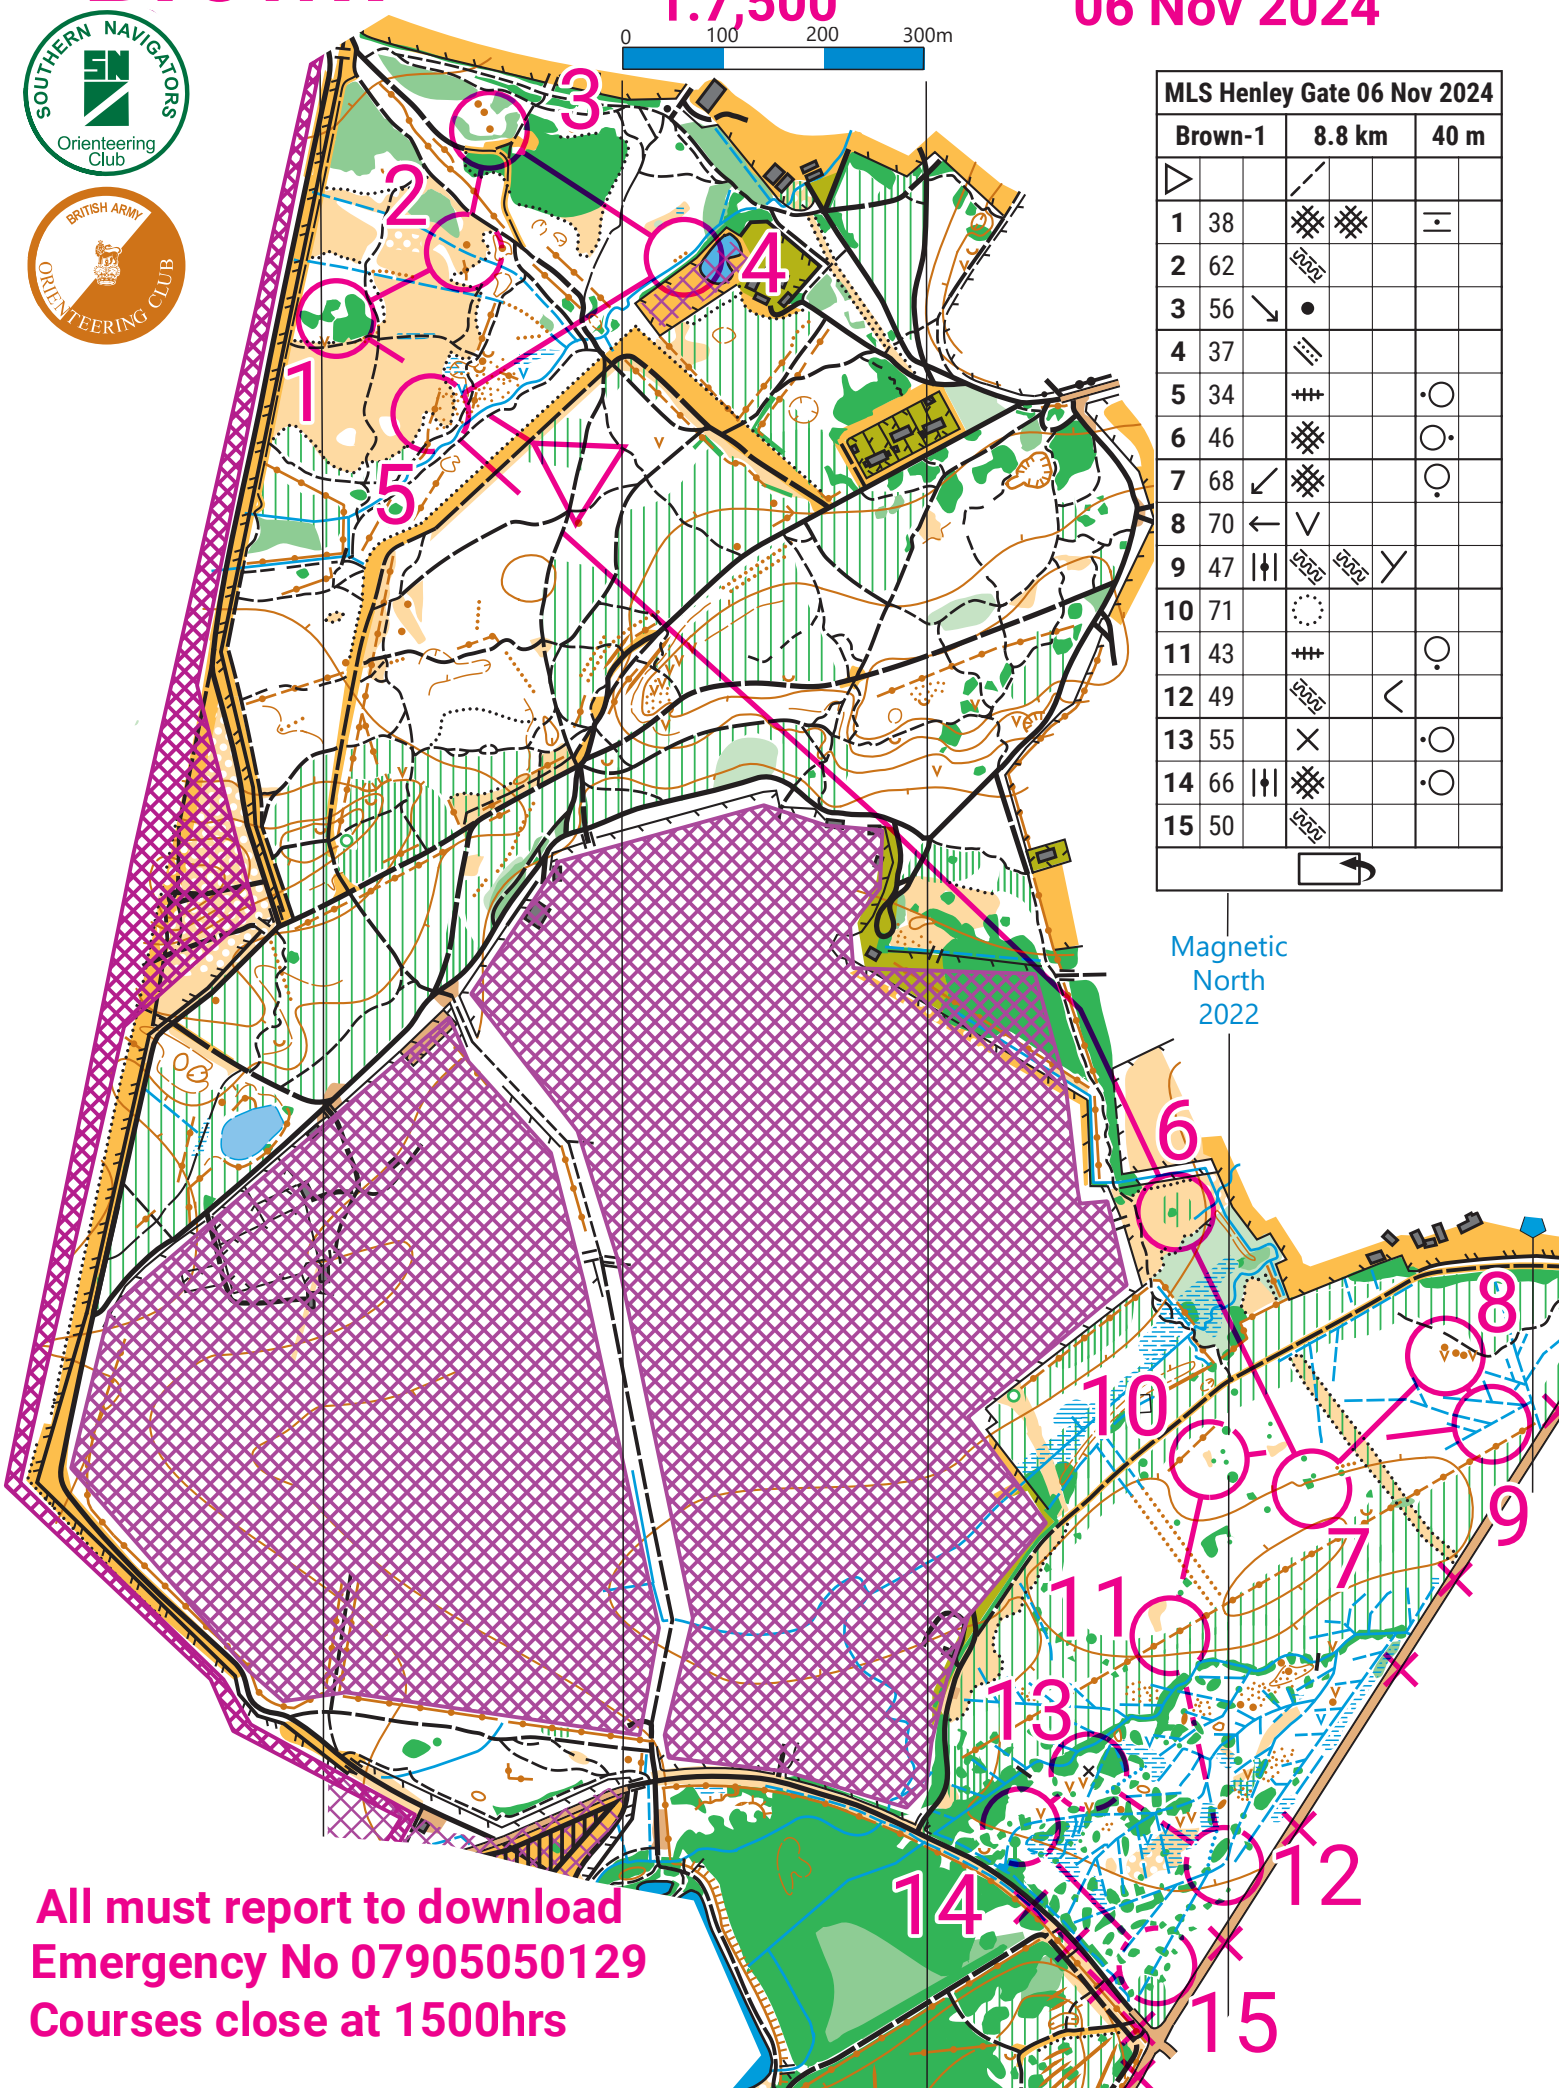 Brown
1:7,500
06 Nov 2024
SOUTHERN NAVIGATORS
SN
Orienteering
Club
BRITISH ARMY
ORIENTEERING CLUB
0 100 200 300m
MLS Henley Gate 06 Nov 2024
Brown-1 8.8 km 40 m
1 38
2 62
3 56
4 37
5 34
6 46
7 68
8 70
9 47
10 71
11 43
12 49
13 55
14 66
15 50
Magnetic
North
2022
3
2
4
1
5
6
8
10
9
7
11
13
12
14
15
All must report to download
Emergency No 07905050129
Courses close at 1500hrs